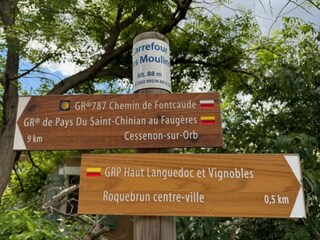 Carrefour
Moulin
Alt. 88 m
GR®787 Chemin de Fontcaude
GR® de Pays Du Saint-Chinian au Faugères
9 km
Cessenon-sur-Orb
GRP Haut Languedoc et Vignobles
Roquebrun centre-ville
0,5 km